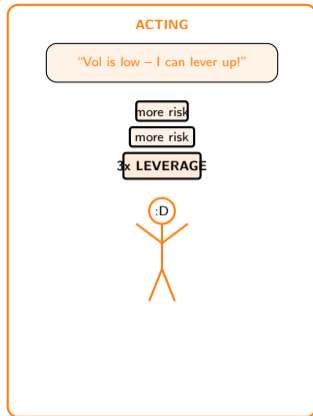 ACTING
“Vol is low – I can lever up!”
more risk
more risk
3x LEVERAGE
:D